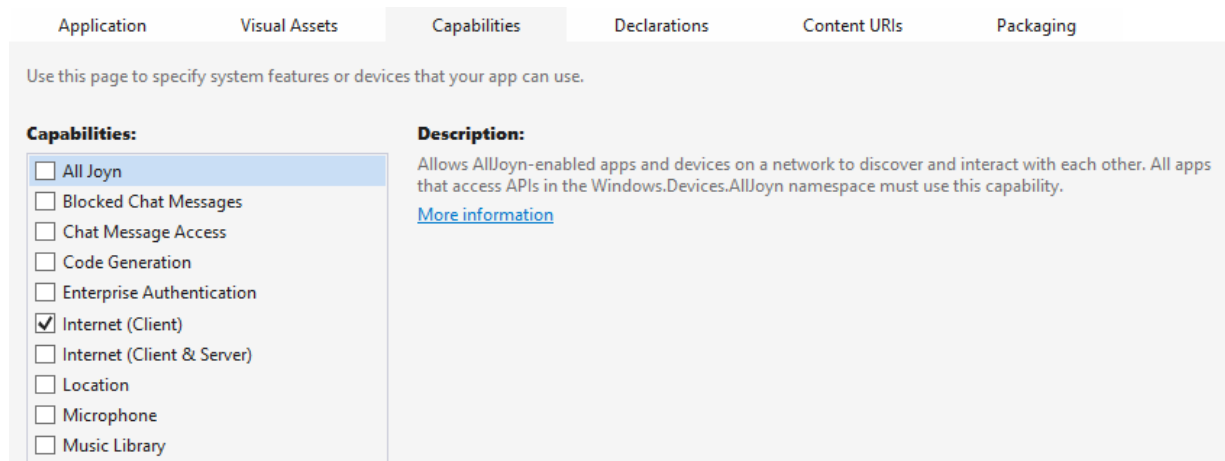 Application Visual Assets Capabilities Declarations Content URIs Packaging
Use this page to specify system features or devices that your app can use.
Capabilities:
All Joyn
Blocked Chat Messages
Chat Message Access
Code Generation
Enterprise Authentication
Internet (Client)
Internet (Client & Server)
Location
Microphone
Music Library
Description:
Allows AllJoyn-enabled apps and devices on a network to discover and interact with each other. All apps
that access APIs in the Windows.Devices.AllJoyn namespace must use this capability.
More information